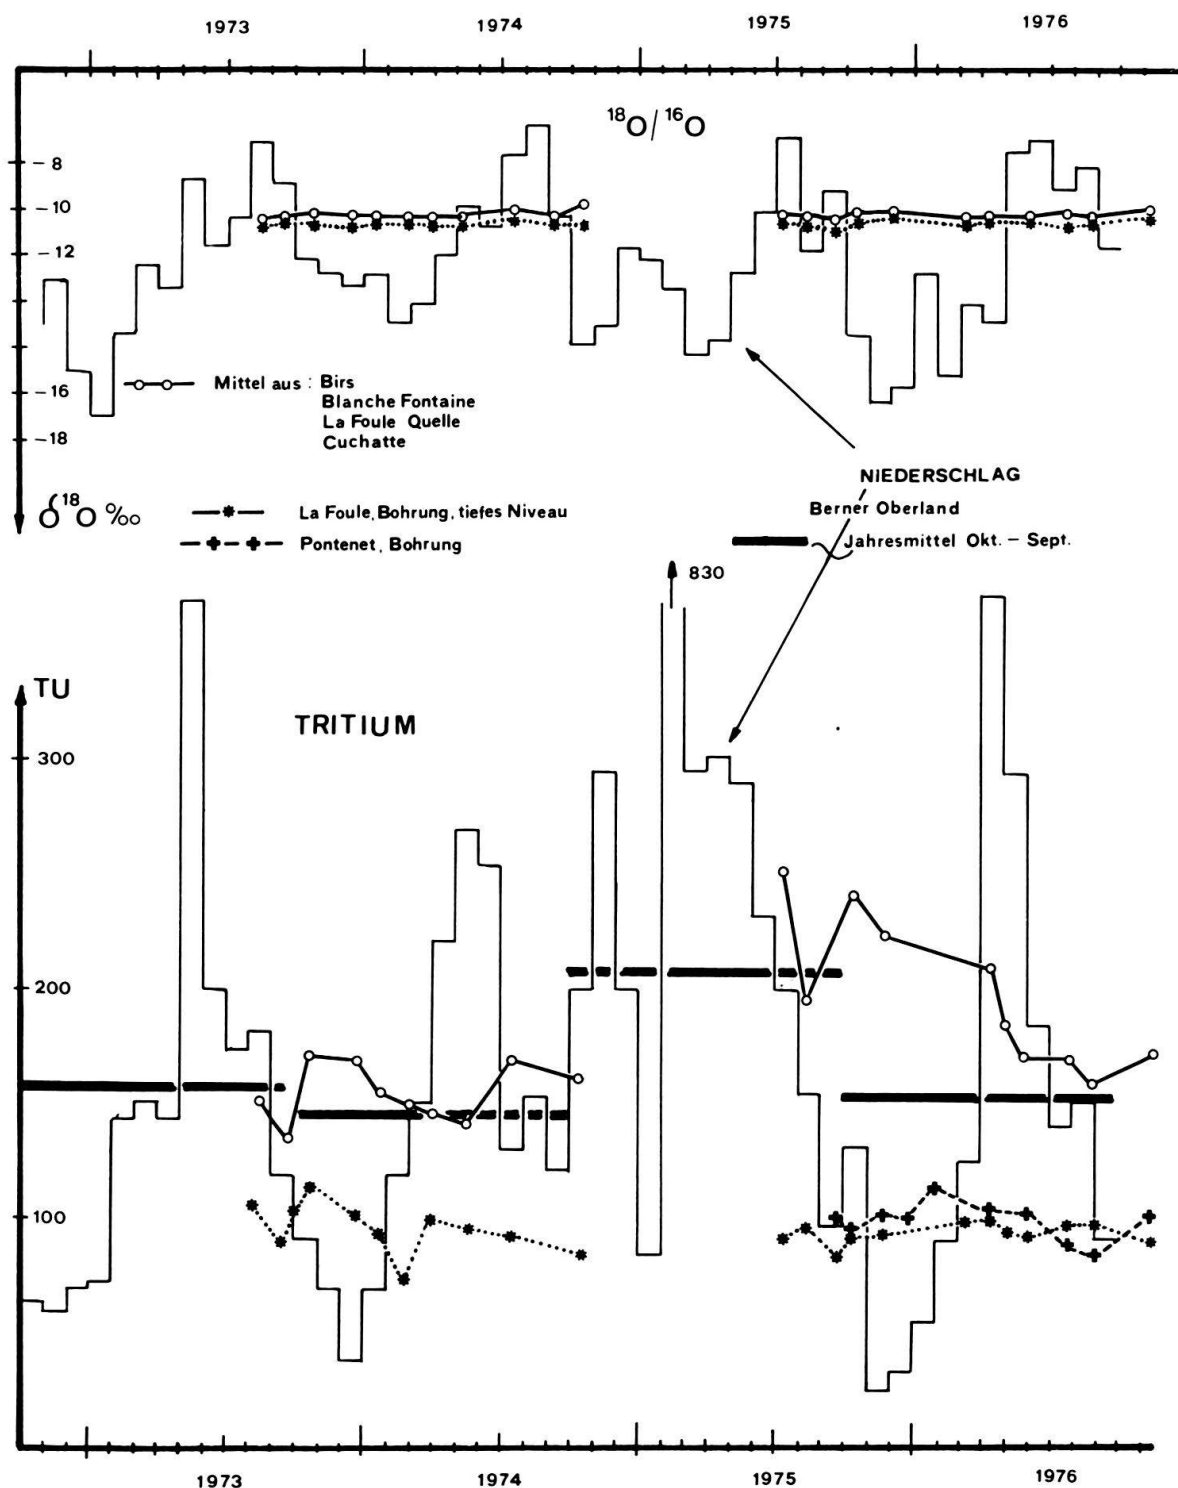 1973 1974 1975 1976
¹⁸O/¹⁶O
–8
–10
–12
–16
–18
Mittel aus : Birs
Blanche Fontaine
La Foule Quelle
Cuchatte
NIEDERSCHLAG
Berner Oberland
δ¹⁸O ‰
La Foule, Bohrung, tiefes Niveau
Pontenet, Bohrung
Jahresmittel Okt. – Sept.
830
TU
TRITIUM
300
200
100
1973 1974 1975 1976